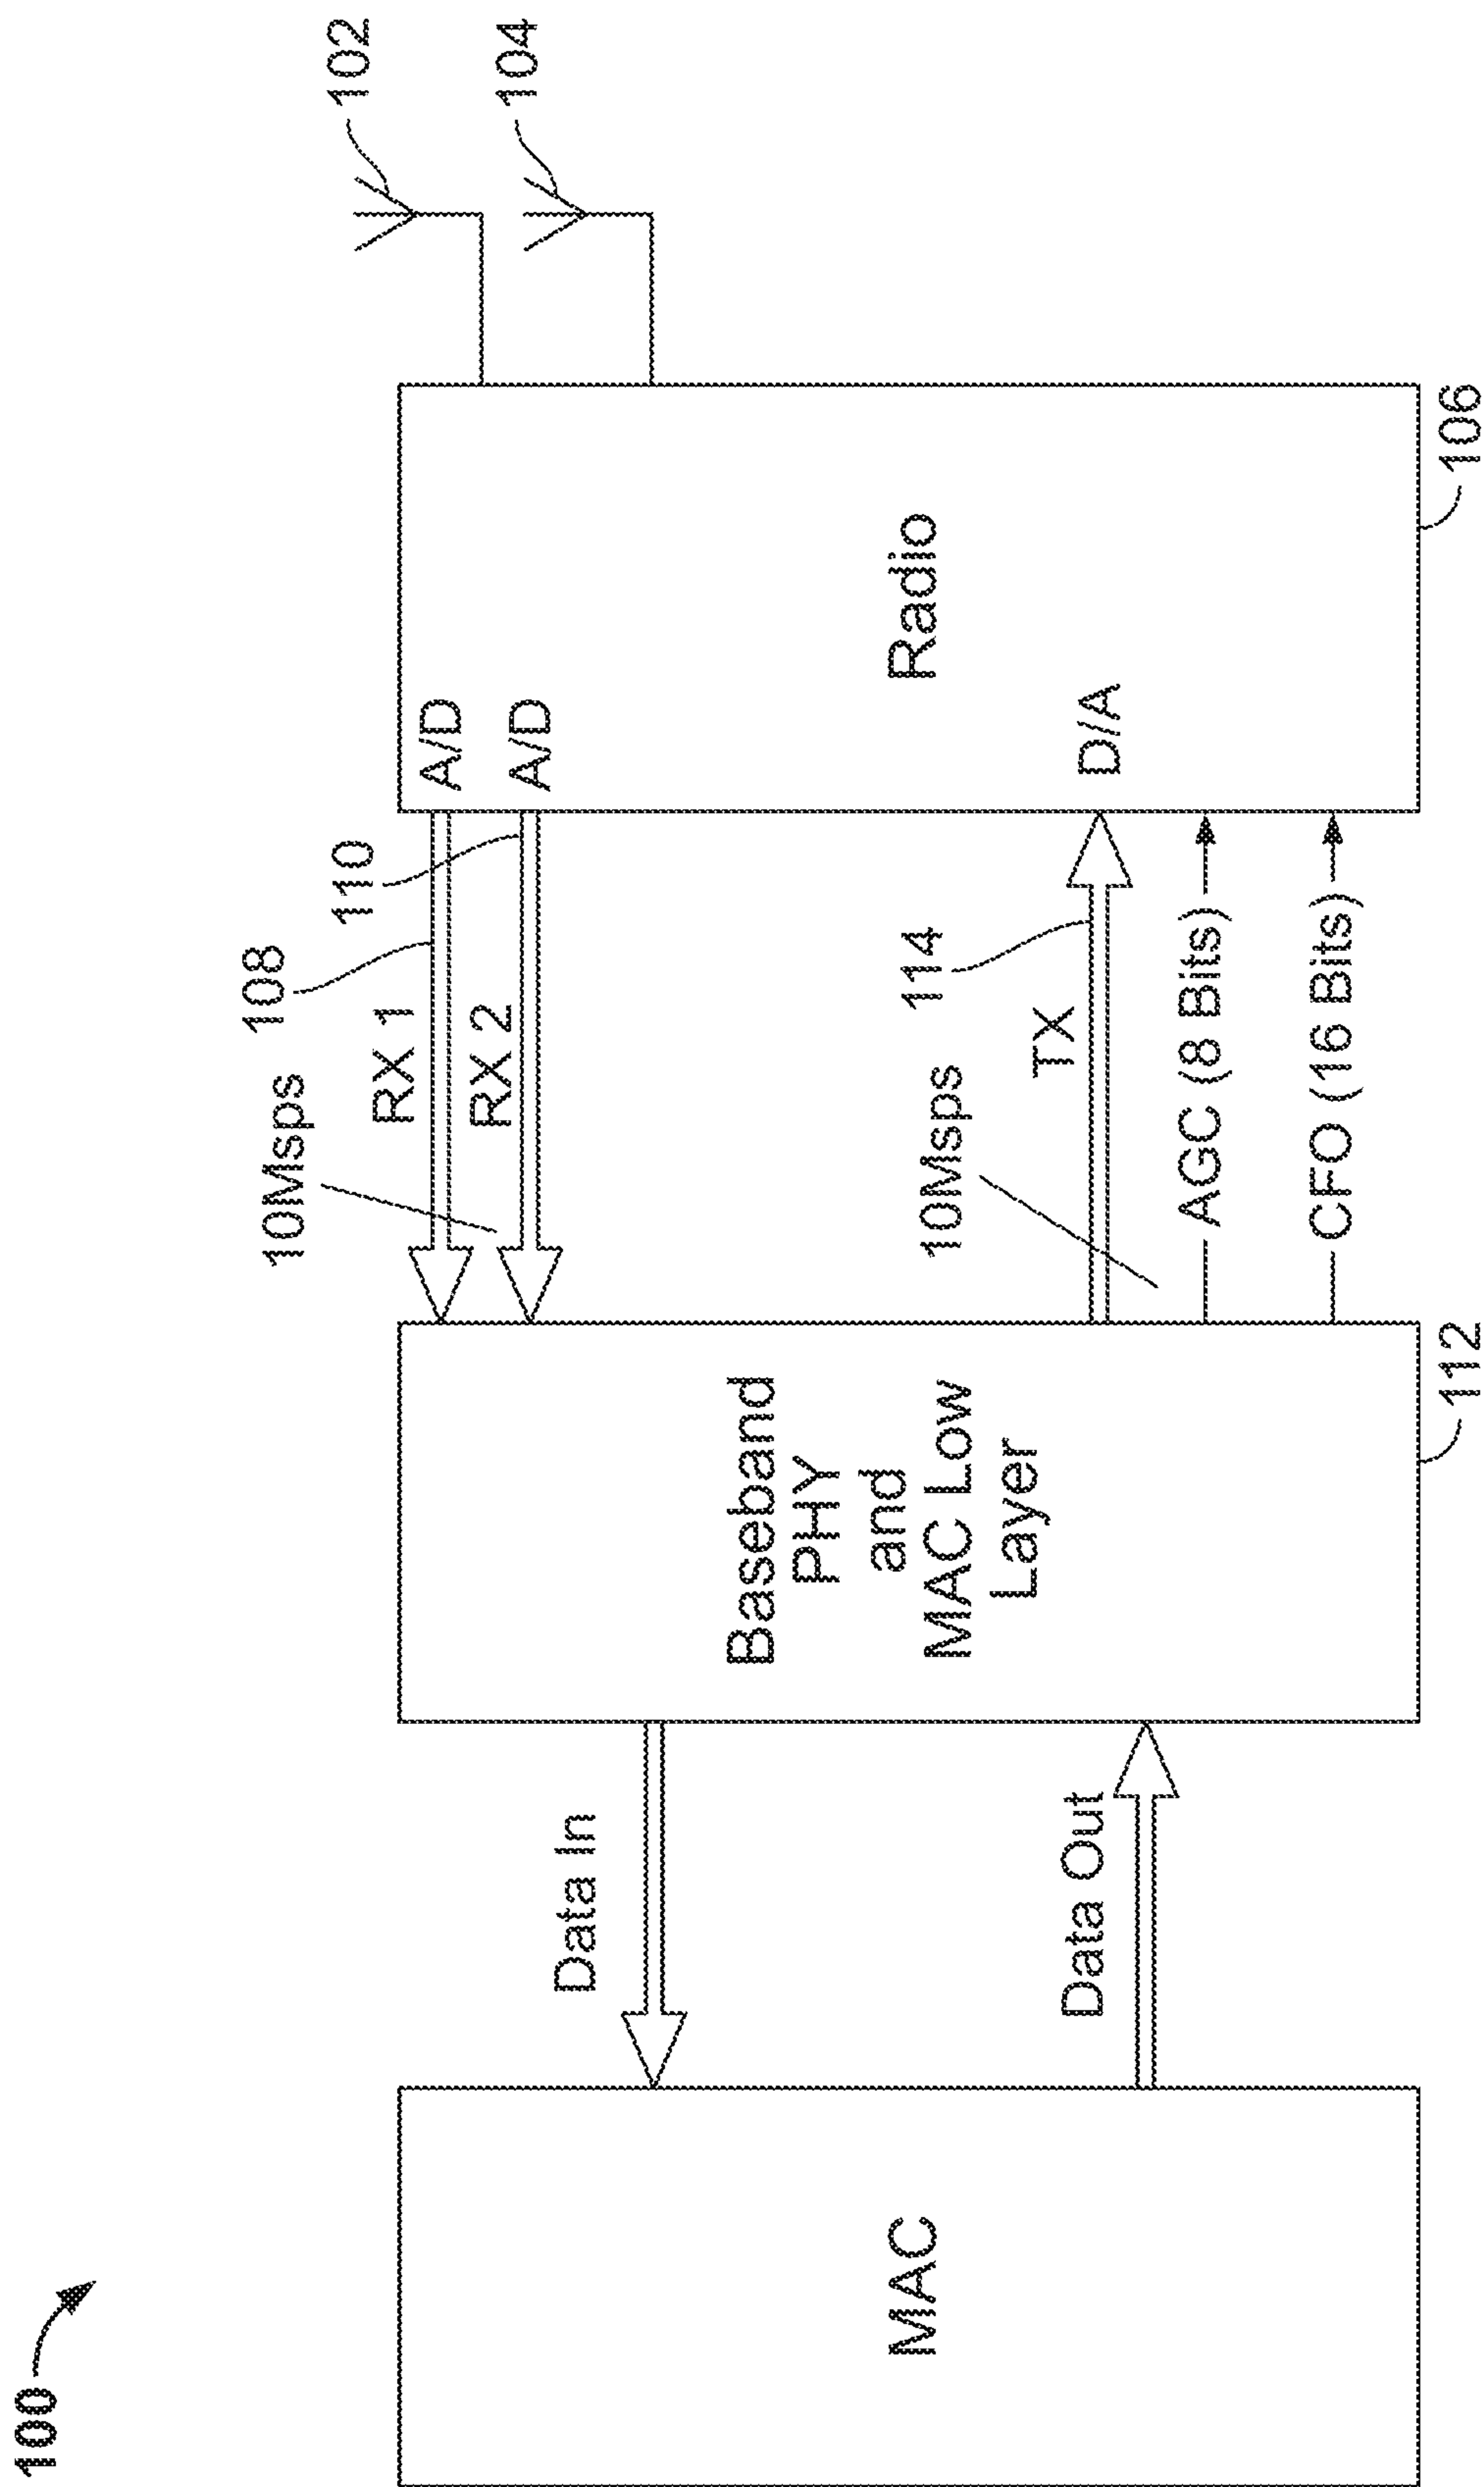 100
MAC
Data In
Data Out
Baseband
PHY
and
MAC Low
Layer
112
10Msps
108
RX 1
110
RX 2
10Msps
114
TX
AGC (8 Bits)
CFO (16 Bits)
A/D
A/D
Radio
D/A
106
102
104